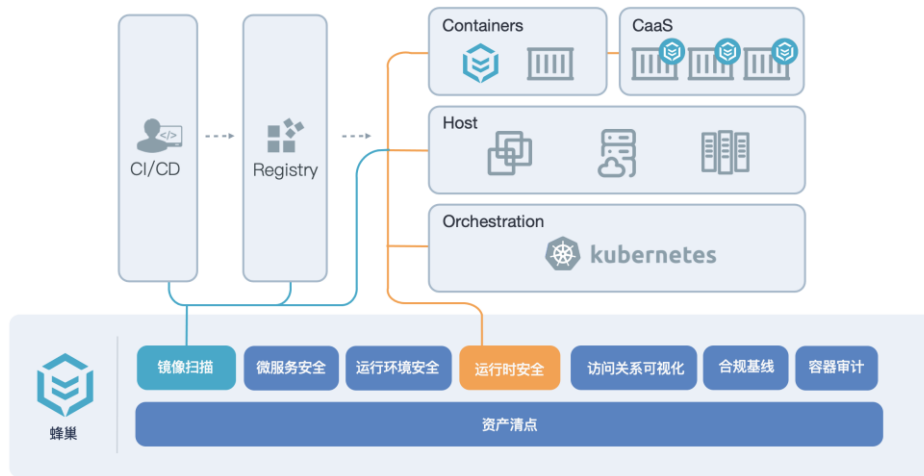 Containers
CaaS
Host
CI/CD
Registry
Orchestration
kubernetes
镜像扫描
微服务安全
运行环境安全
运行时安全
访问关系可视化
合规基线
容器审计
蜂巢
资产清点